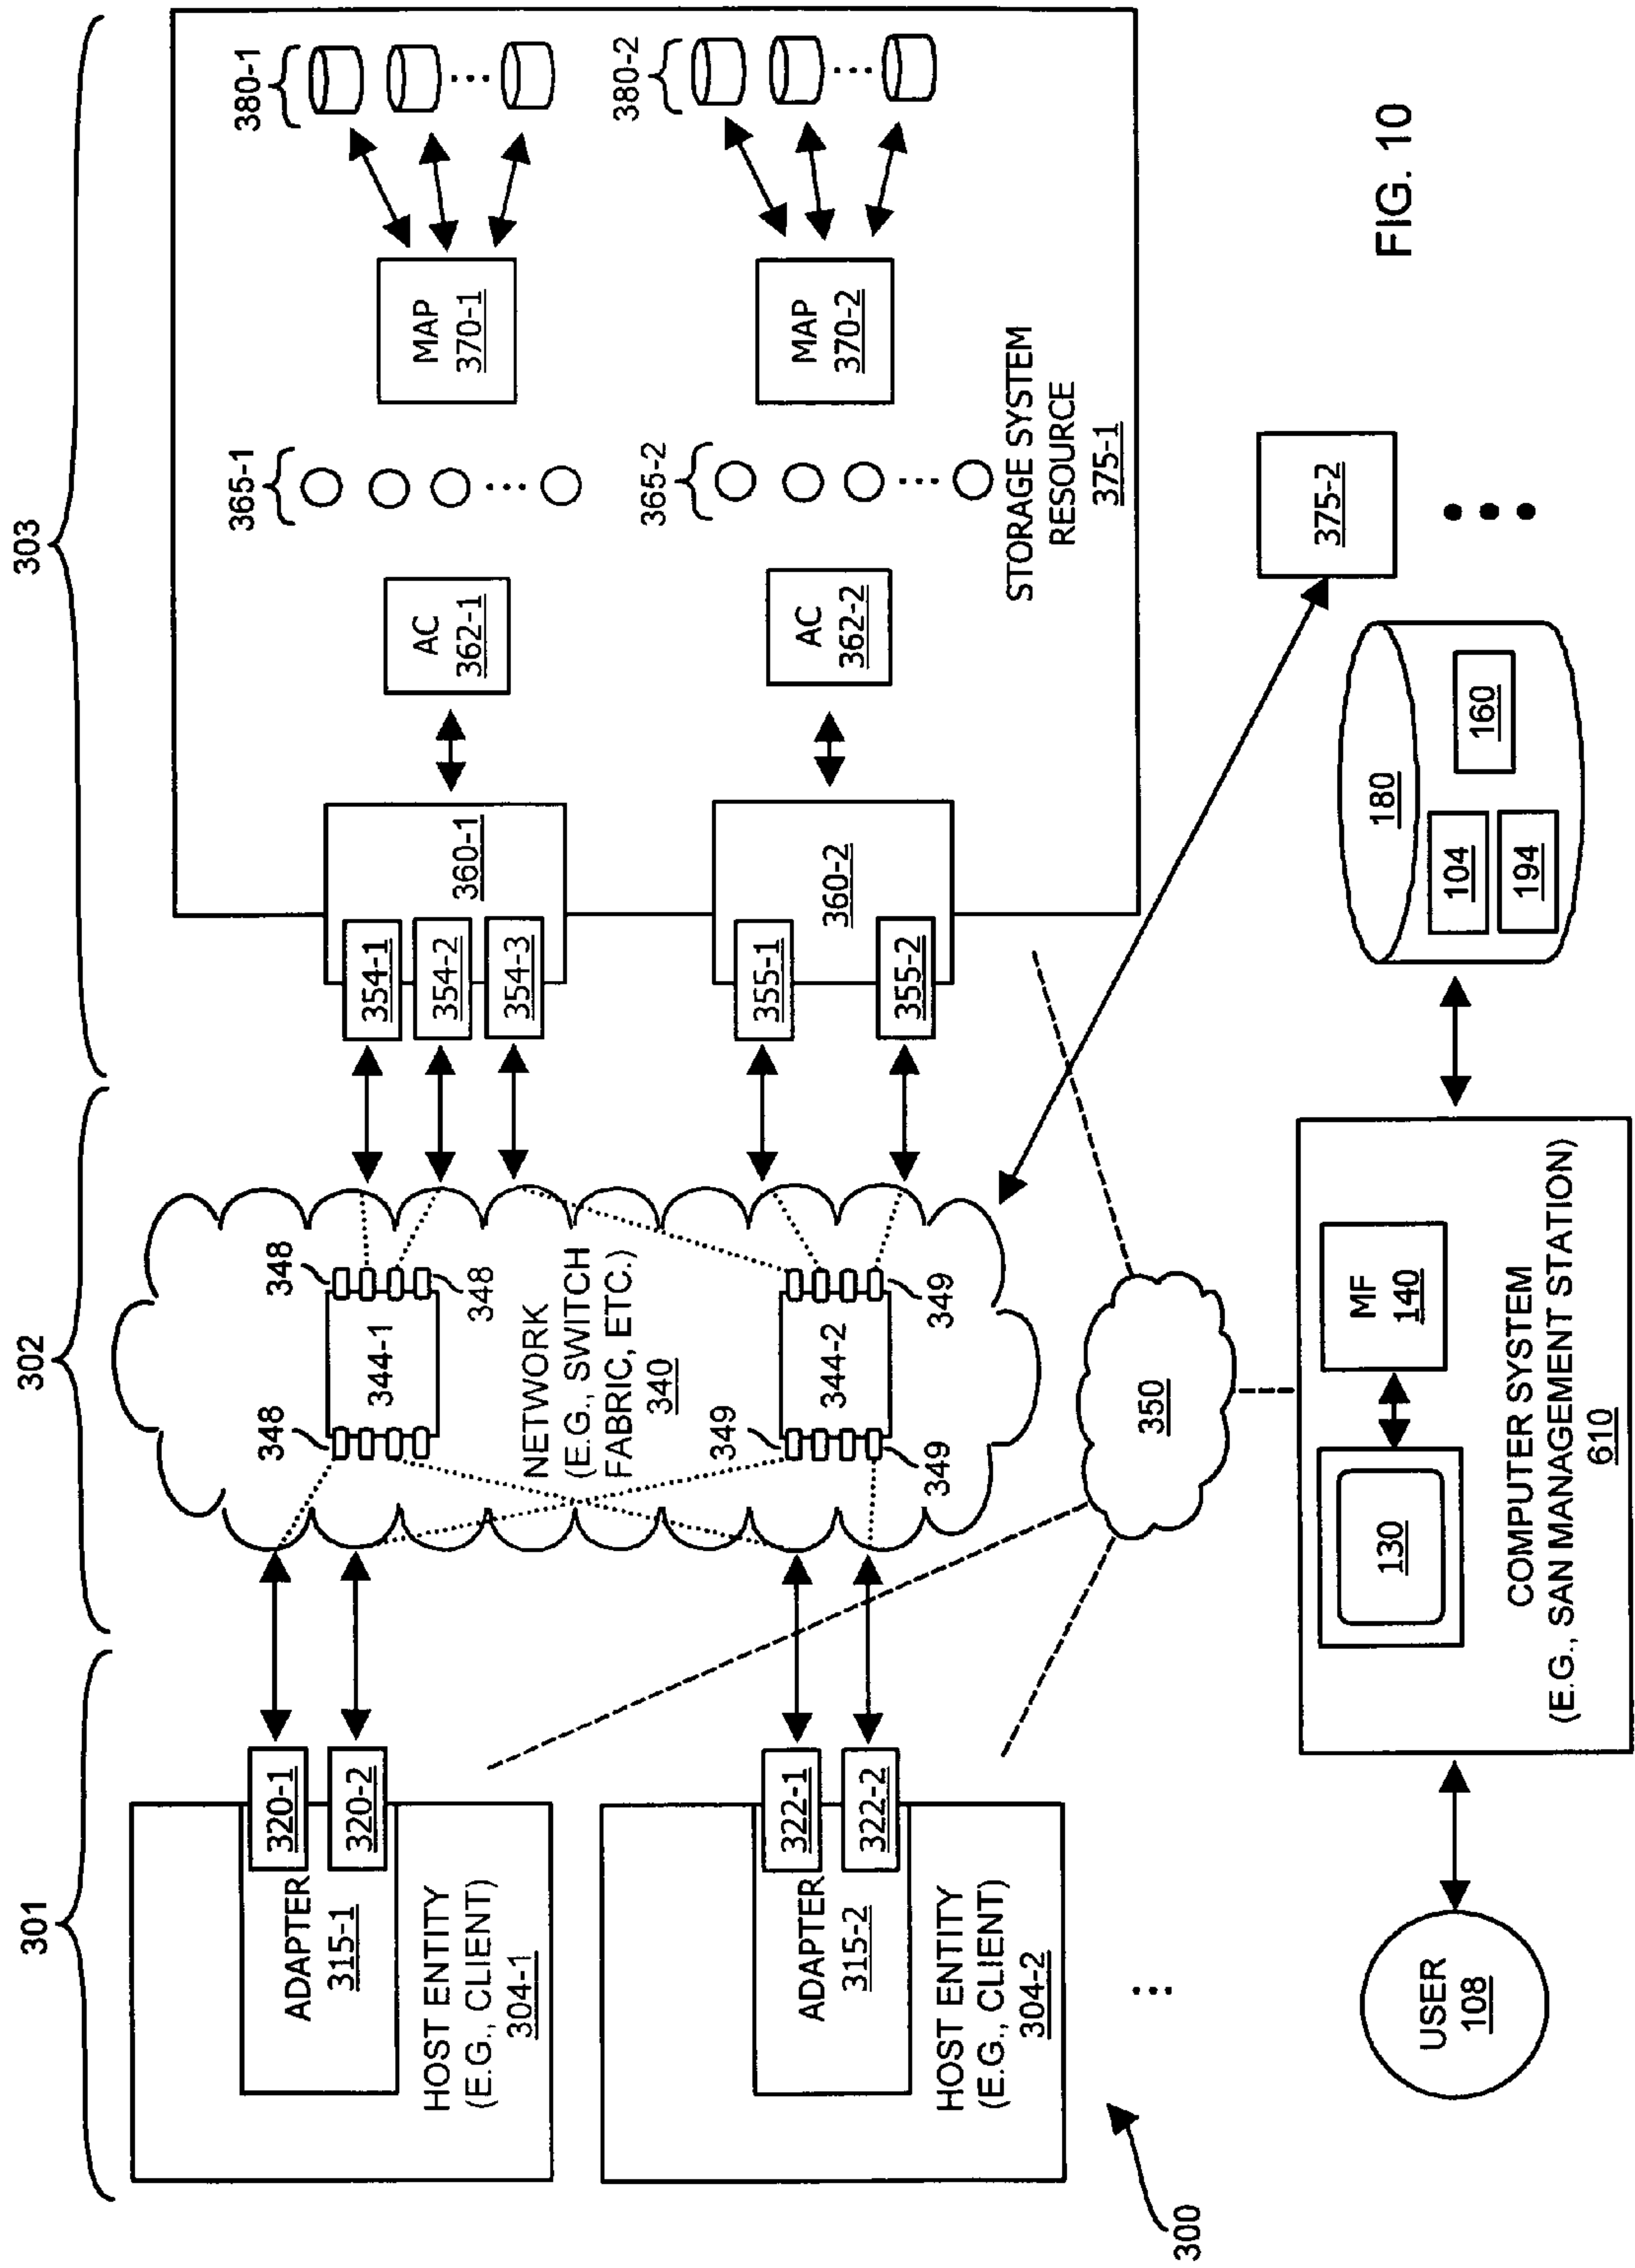 301
302
303
HOST ENTITY
(E.G., CLIENT)
304-1
ADAPTER
315-1
320-1
320-2
HOST ENTITY
(E.G., CLIENT)
304-2
ADAPTER
315-2
322-1
322-2
...
300
348
348
348
344-1
NETWORK
(E.G., SWITCH
FABRIC, ETC.)
340
349
349
349
344-2
350
354-1
354-2
354-3
360-1
355-1
355-2
360-2
AC
362-1
AC
362-2
365-1
...
365-2
...
MAP
370-1
MAP
370-2
380-1
...
380-2
...
STORAGE SYSTEM
RESOURCE
375-1
375-2
...
USER
108
130
MF
140
COMPUTER SYSTEM
(E.G., SAN MANAGEMENT STATION)
610
180
104
194
160
FIG. 10